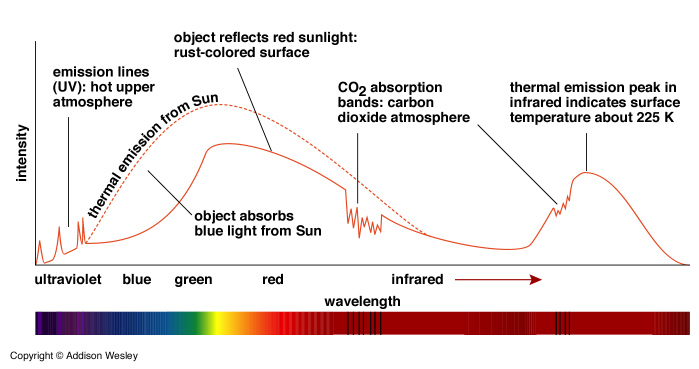 object reflects red sunlight:
rust-colored surface
emission lines
(UV): hot upper
atmosphere
thermal emission from Sun
CO2 absorption
bands: carbon
dioxide atmosphere
thermal emission peak in
infrared indicates surface
temperature about 225 K
intensity
object absorbs
blue light from Sun
ultraviolet blue green red infrared
wavelength
Copyright © Addison Wesley